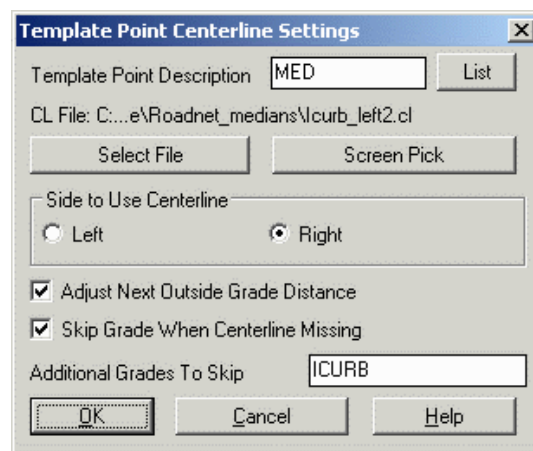 Template Point Centerline Settings
Template Point Description MED List
CL File: C:...e\Roadnet_medians\Icurb_left2.cl
Select File Screen Pick
Side to Use Centerline
Left Right
Adjust Next Outside Grade Distance
Skip Grade When Centerline Missing
Additional Grades To Skip ICURB
OK Cancel Help